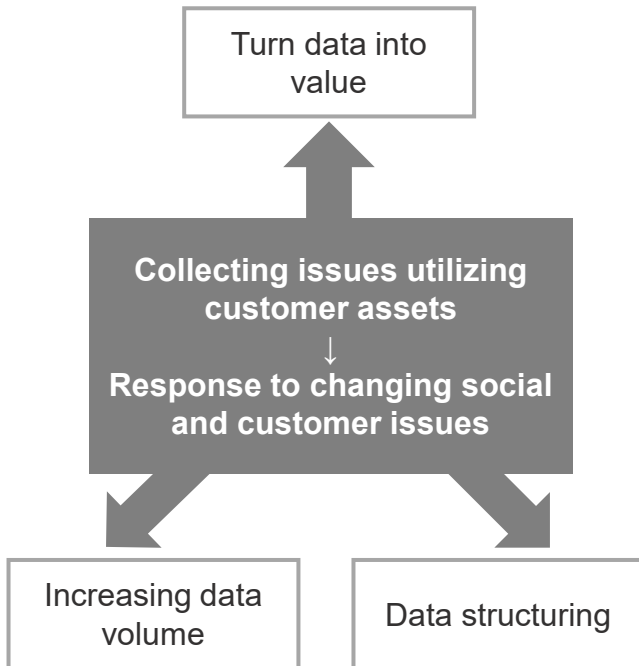 Turn data into
value
Collecting issues utilizing
customer assets
↓
Response to changing social
and customer issues
Increasing data
volume
Data structuring